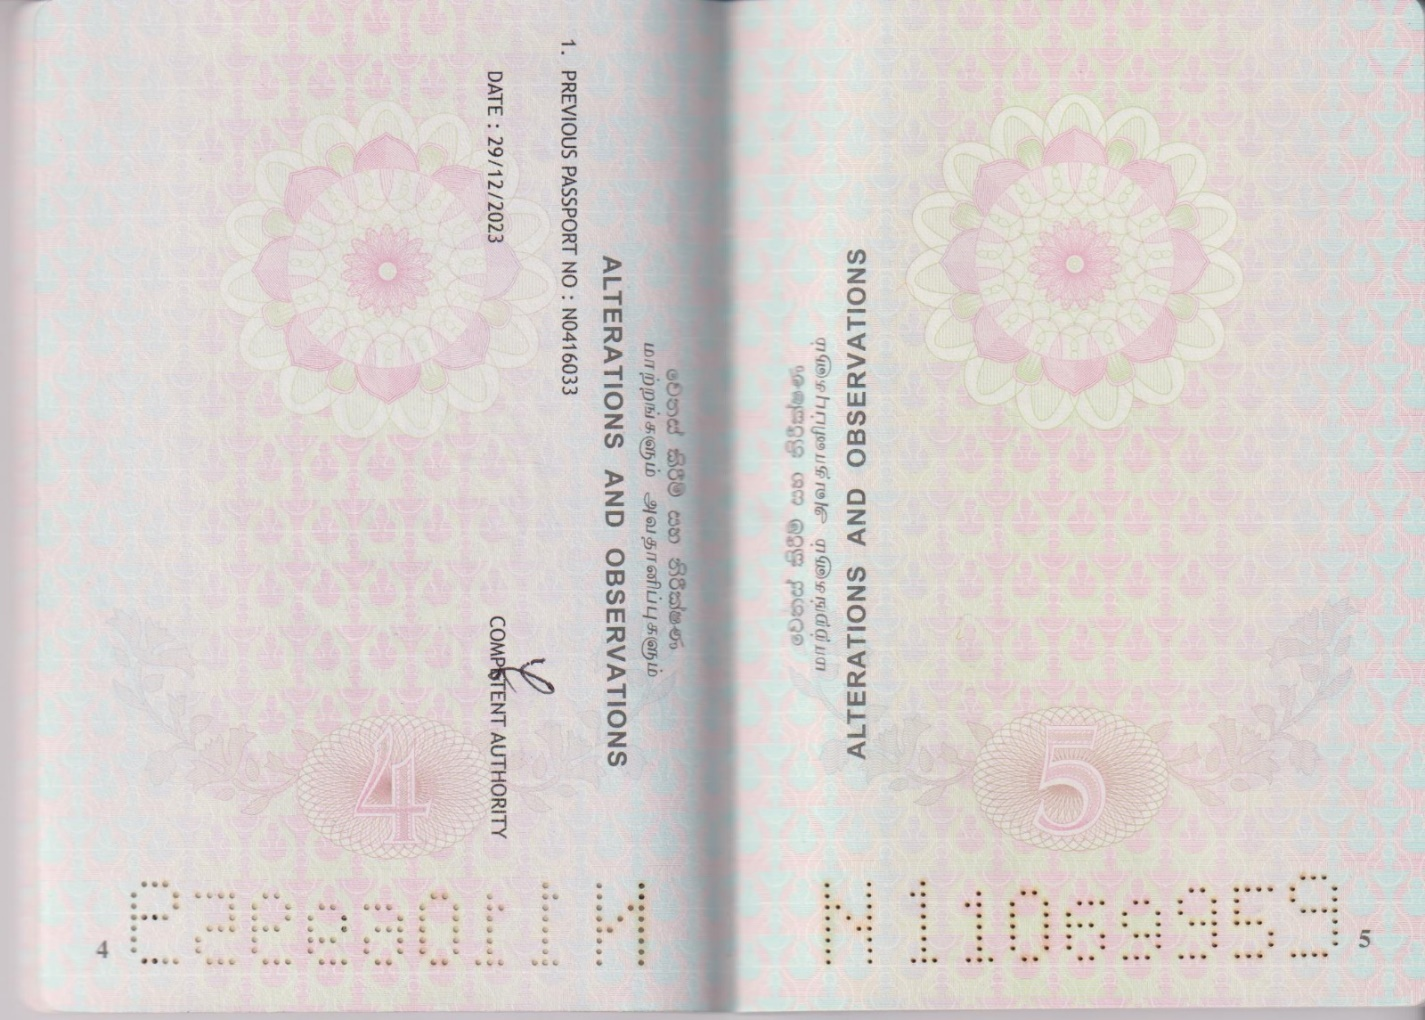 වෙනස් කිරීම් සහ නිරීක්ෂණ
மாற்றங்களும் அவதானிப்புகளும்
ALTERATIONS AND OBSERVATIONS
1. PREVIOUS PASSPORT NO : N0416033
DATE : 29/12/2023 COMPETENT AUTHORITY
4
4
වෙනස් කිරීම් සහ නිරීක්ෂණ
மாற்றங்களும் அவதானிப்புகளும்
ALTERATIONS AND OBSERVATIONS
5
N11069959
5